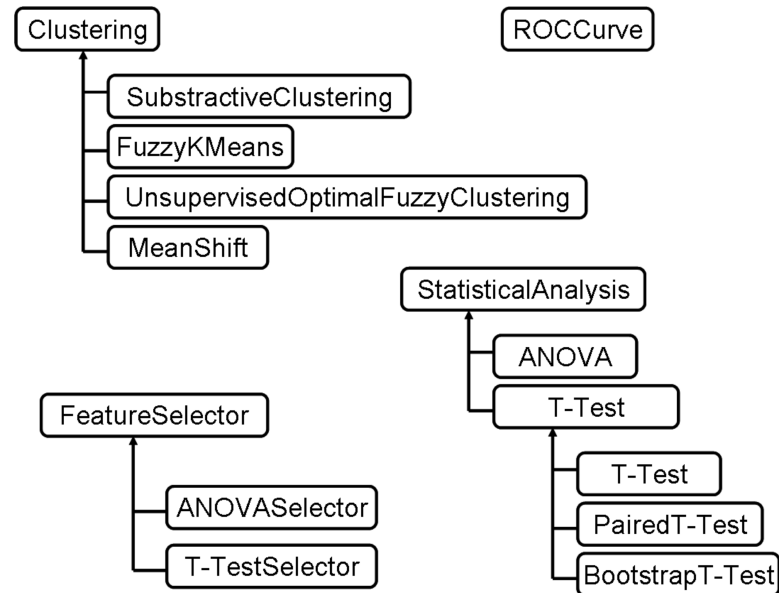 Clustering
ROCCurve
SubstractiveClustering
FuzzyKMeans
UnsupervisedOptimalFuzzyClustering
MeanShift
StatisticalAnalysis
ANOVA
T-Test
T-Test
PairedT-Test
BootstrapT-Test
FeatureSelector
ANOVASelector
T-TestSelector